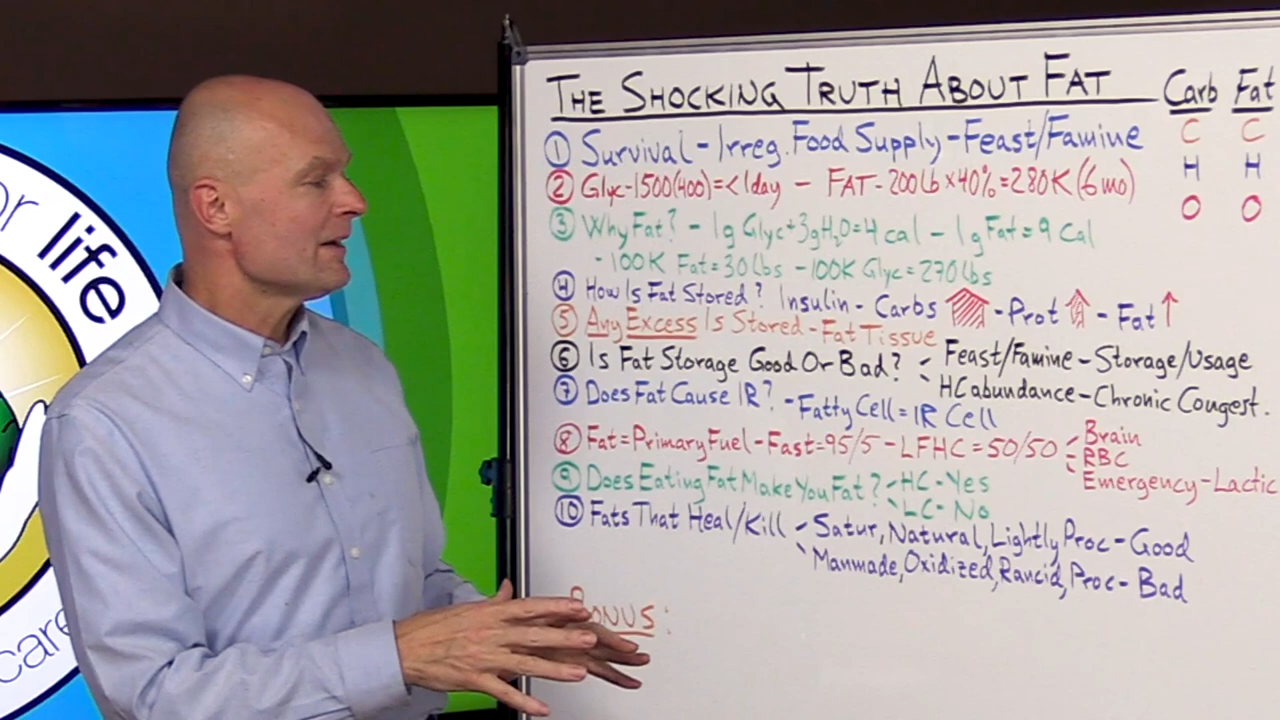 or life
care
THE SHOCKING TRUTH ABOUT FAT
Carb Fat
C C
H H
O O
① Survival - Irreg. Food Supply - Feast/Famine
② Glyc - 1500(400) = < 1day - FAT - 200lb x 40% = 280K (6 mo)
③ Why Fat? - 1g Glyc + 3g H2O = 4 cal - 1g Fat = 9 Cal
- 100K Fat = 30 lbs - 100K Glyc = 270 lbs
④ How Is Fat Stored? Insulin - Carbs - Prot - Fat ↑
⑤ Any Excess Is Stored - Fat Tissue
⑥ Is Fat Storage Good Or Bad? - Feast/Famine - Storage/Usage
- HC abundance - Chronic Congest.
⑦ Does Fat Cause IR? - Fatty Cell = IR Cell
⑧ Fat = Primary Fuel - Fast = 95/5 - LFHC = 50/50 - Brain
- RBC
- Emergency - Lactic
⑨ Does Eating Fat Make You Fat? - HC - Yes
- LC - No
⑩ Fats That Heal/Kill - Satur, Natural, Lightly Proc - Good
- Manmade, Oxidized, Rancid, Proc - Bad
BONUS: